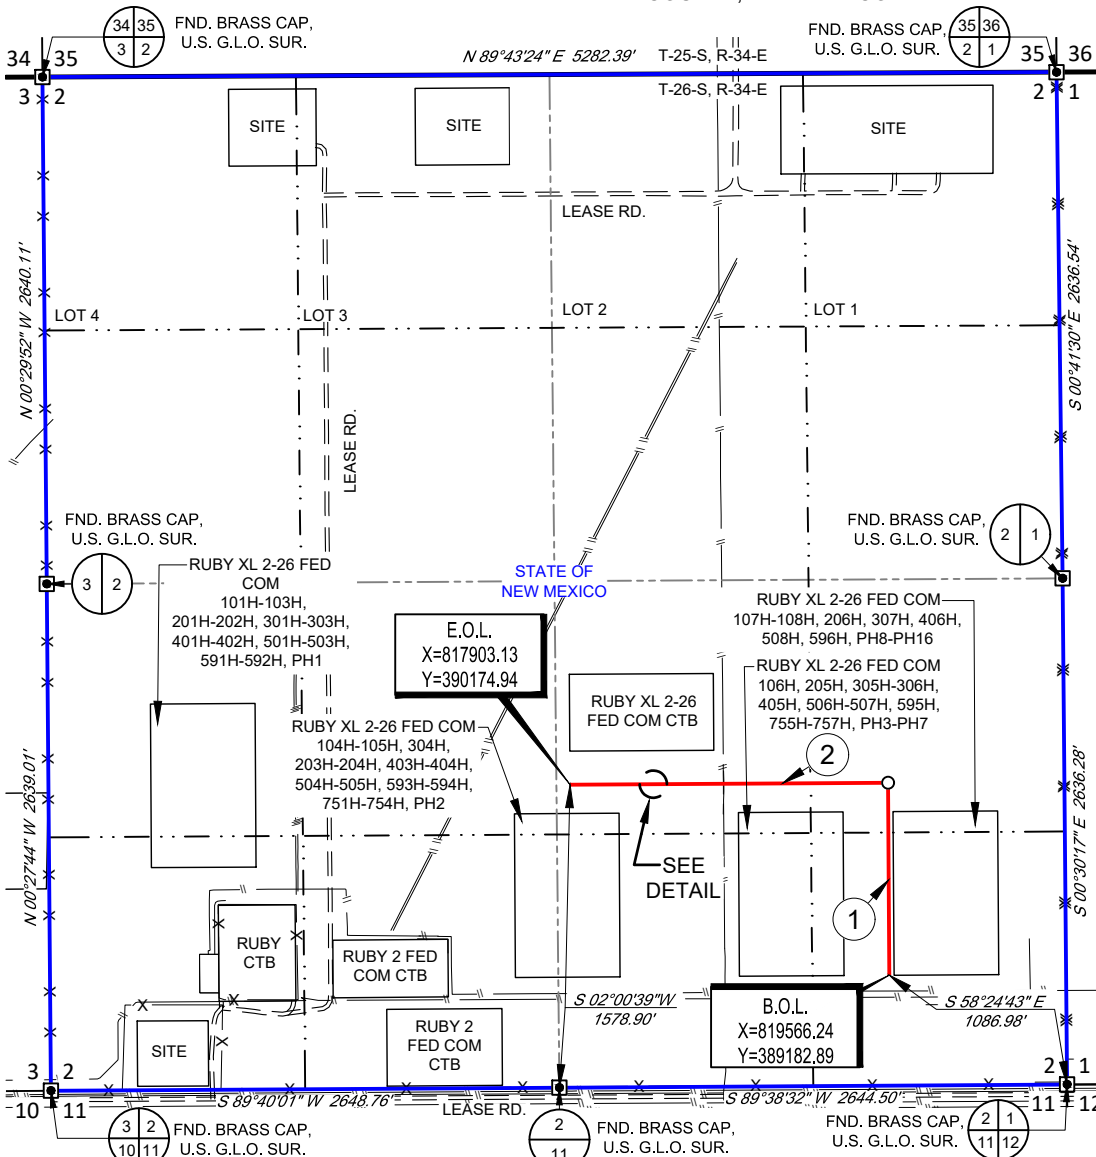 34 35
3 2
FND. BRASS CAP,
U.S. G.L.O. SUR.
FND. BRASS CAP,
U.S. G.L.O. SUR.
35 36
2 1
34 35
3 2
N 89°43'24" E 5282.39'
T-25-S, R-34-E
T-26-S, R-34-E
35 36
2 1
SITE
SITE
SITE
LEASE RD.
N 00°29'52" W 2640.11'
S 00°41'30" E 2636.54'
LOT 4
LOT 3
LOT 2
LOT 1
LEASE RD.
FND. BRASS CAP,
U.S. G.L.O. SUR.
3 2
FND. BRASS CAP,
U.S. G.L.O. SUR.
2 1
STATE OF
NEW MEXICO
RUBY XL 2-26 FED
COM
101H-103H,
201H-202H, 301H-303H,
401H-402H, 501H-503H,
591H-592H, PH1
E.O.L.
X=817903.13
Y=390174.94
RUBY XL 2-26 FED COM
107H-108H, 206H, 307H, 406H,
508H, 596H, PH8-PH16
RUBY XL 2-26 FED COM
106H, 205H, 305H-306H,
405H, 506H-507H, 595H,
755H-757H, PH3-PH7
RUBY XL 2-26
FED COM CTB
RUBY XL 2-26 FED COM
104H-105H, 304H,
203H-204H, 403H-404H,
504H-505H, 593H-594H,
751H-754H, PH2
2
SEE
DETAIL
1
N 00°27'44" W 2639.01'
S 00°30'17" E 2636.28'
RUBY
CTB
RUBY 2 FED
COM CTB
RUBY 2
FED COM
CTB
SITE
S 02°00'39"W
1578.90'
B.O.L.
X=819566.24
Y=389182.89
S 58°24'43" E
1086.98'
3 2
10 11
S 89°40'01" W 2648.76'
LEASE RD.
S 89°38'32" W 2644.50'
2 1
11 12
3 2
10 11
FND. BRASS CAP,
U.S. G.L.O. SUR.
2
11
FND. BRASS CAP,
U.S. G.L.O. SUR.
FND. BRASS CAP,
U.S. G.L.O. SUR.
2 1
11 12